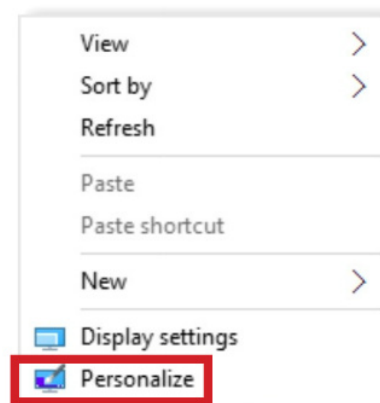 View
Sort by
Refresh
Paste
Paste shortcut
New
Display settings
Personalize